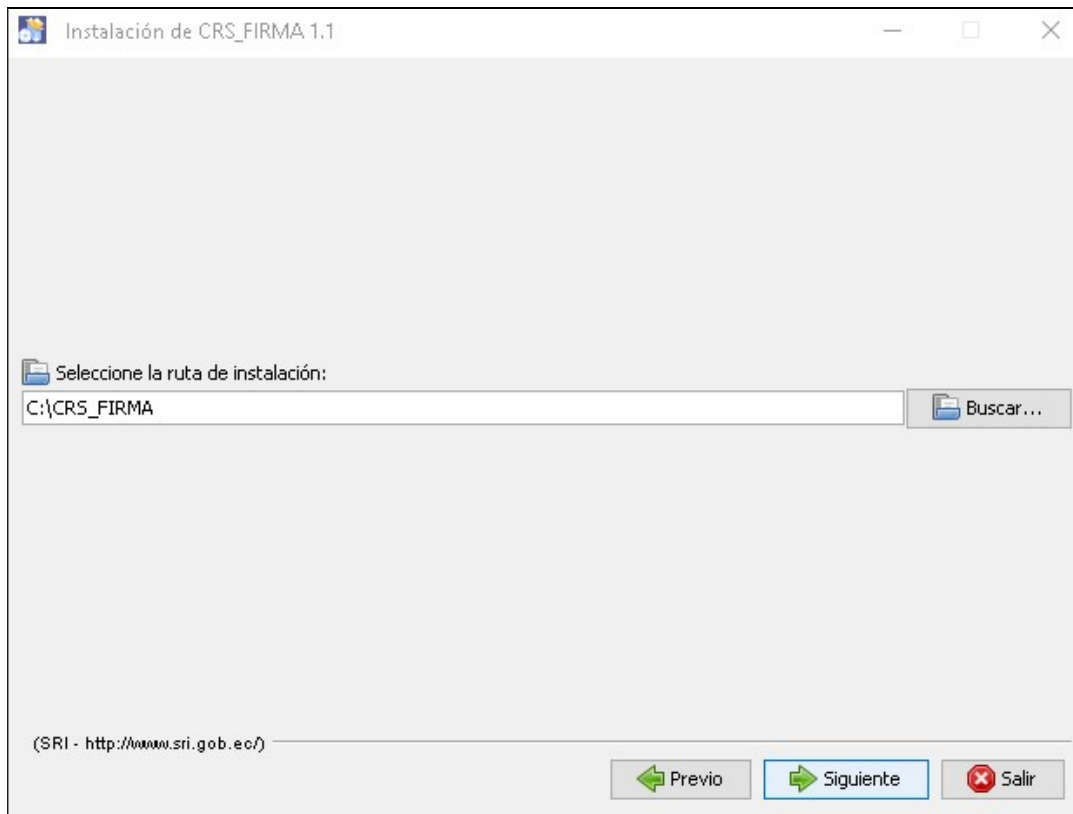 Instalación de CRS_FIRMA 1.1
Seleccione la ruta de instalación:
C:\CRS_FIRMA
Buscar...
(SRI - http://www.sri.gob.ec/)
Previo
Siguiente
Salir